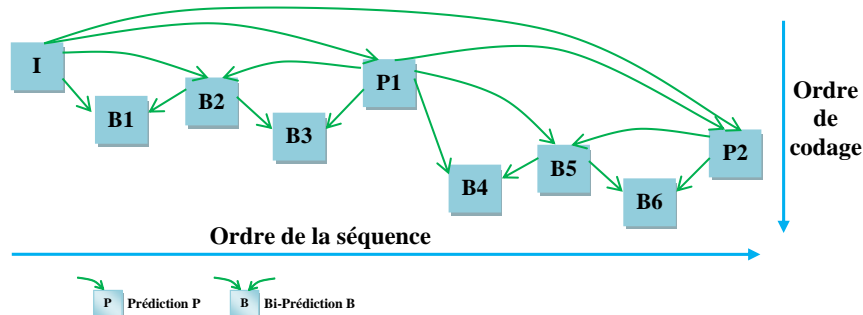 I
B1
B2
B3
P1
B4
B5
B6
P2
Ordre
de
codage
Ordre de la séquence
P Prédiction P
B Bi-Prédiction B